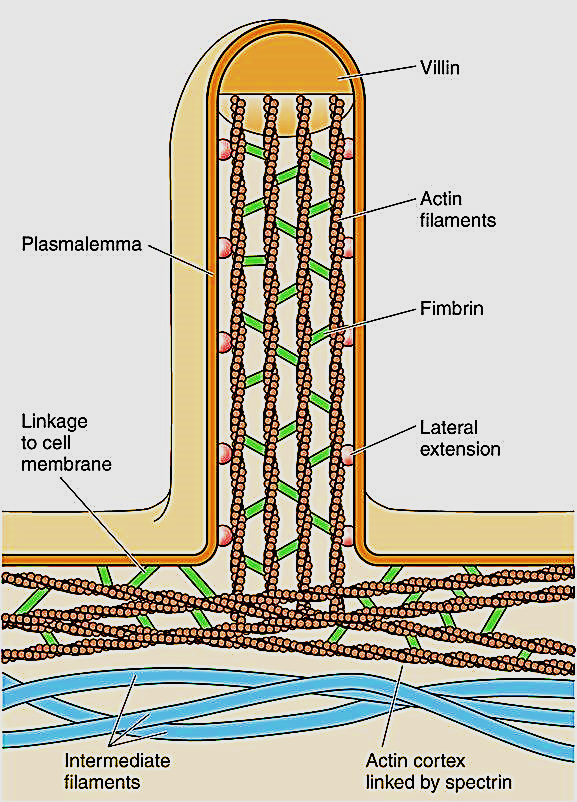 Villin
Actin
filaments
Plasmalemma
Fimbrin
Linkage
to cell
membrane
Lateral
extension
Intermediate
filaments
Actin cortex
linked by spectrin